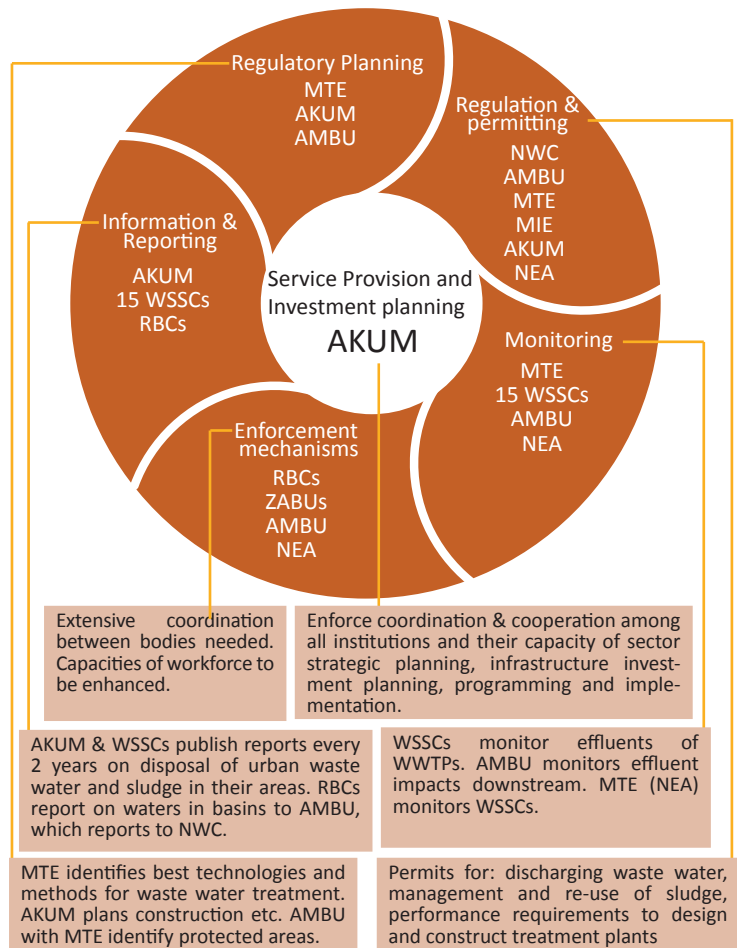 Regulatory Planning
MTE
AKUM
AMBU
Regulation &
permitting
NWC
AMBU
MTE
MIE
AKUM
NEA
Information &
Reporting
AKUM
15 WSSCs
RBCs
Service Provision and
Investment planning
AKUM
Monitoring
MTE
15 WSSCs
AMBU
NEA
Enforcement
mechanisms
RBCs
ZABUs
AMBU
NEA
Extensive coordination
between bodies needed.
Capacities of workforce to
be enhanced.
Enforce coordination & cooperation among
all institutions and their capacity of sector
strategic planning, infrastructure invest-
ment planning, programming and imple-
mentation.
AKUM & WSSCs publish reports every
2 years on disposal of urban waste
water and sludge in their areas. RBCs
report on waters in basins to AMBU,
which reports to NWC.
WSSCs monitor effluents of
WWTPs. AMBU monitors effluent
impacts downstream. MTE (NEA)
monitors WSSCs.
MTE identifies best technologies and
methods for waste water treatment.
AKUM plans construction etc. AMBU
with MTE identify protected areas.
Permits for: discharging waste water,
management and re-use of sludge,
performance requirements to design
and construct treatment plants